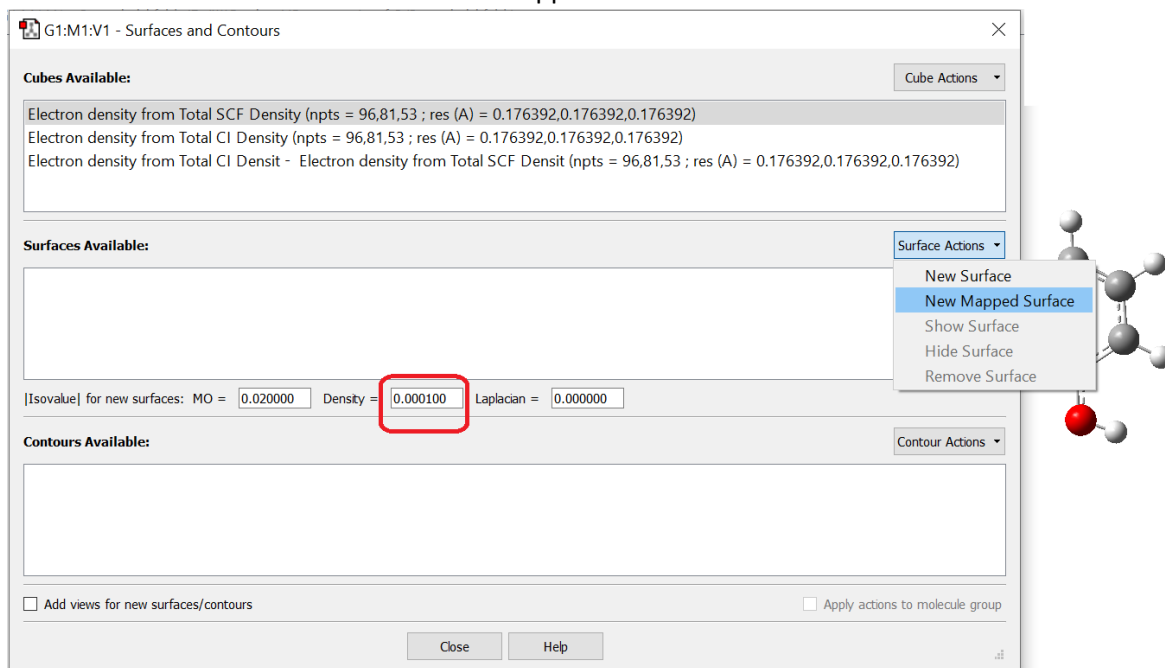 G1:M1:V1 - Surfaces and Contours
Cubes Available:
Cube Actions
Electron density from Total SCF Density (npts = 96,81,53 ; res (A) = 0.176392,0.176392,0.176392)
Electron density from Total CI Density (npts = 96,81,53 ; res (A) = 0.176392,0.176392,0.176392)
Electron density from Total CI Densit - Electron density from Total SCF Densit (npts = 96,81,53 ; res (A) = 0.176392,0.176392,0.176392)
Surfaces Available:
Surface Actions
New Surface
New Mapped Surface
Show Surface
Hide Surface
Remove Surface
|Isovalue| for new surfaces: MO = 0.020000 Density = 0.000100 Laplacian = 0.000000
Contours Available:
Contour Actions
Add views for new surfaces/contours
Apply actions to molecule group
Close
Help